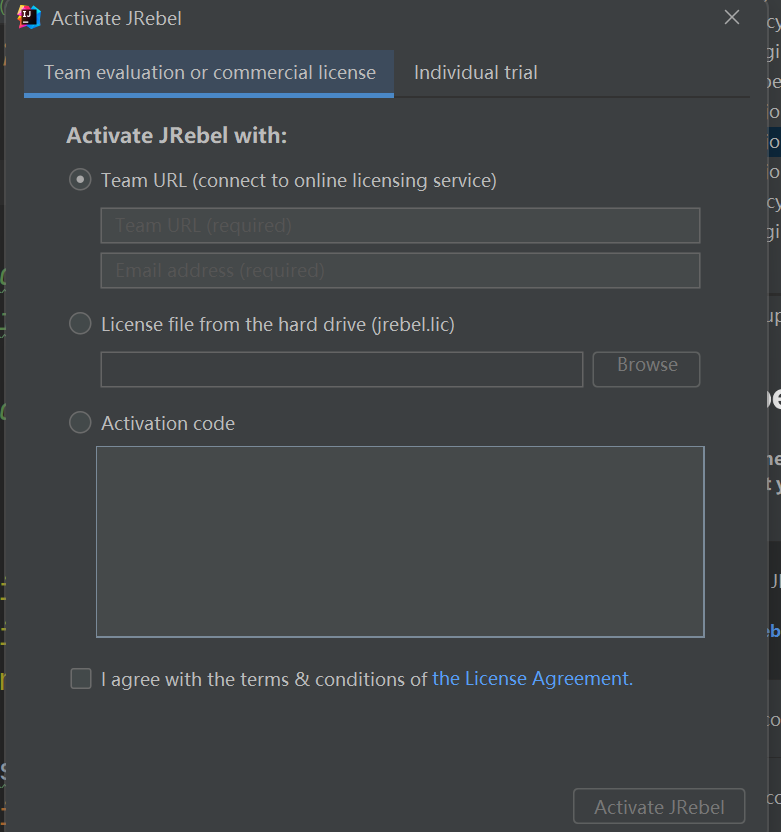 Activate JRebel
Team evaluation or commercial license
Individual trial
Activate JRebel with:
Team URL (connect to online licensing service)
Team URL (required)
Email address (required)
License file from the hard drive (jrebel.lic)
Browse
Activation code
I agree with the terms & conditions of the License Agreement.
Activate JRebel